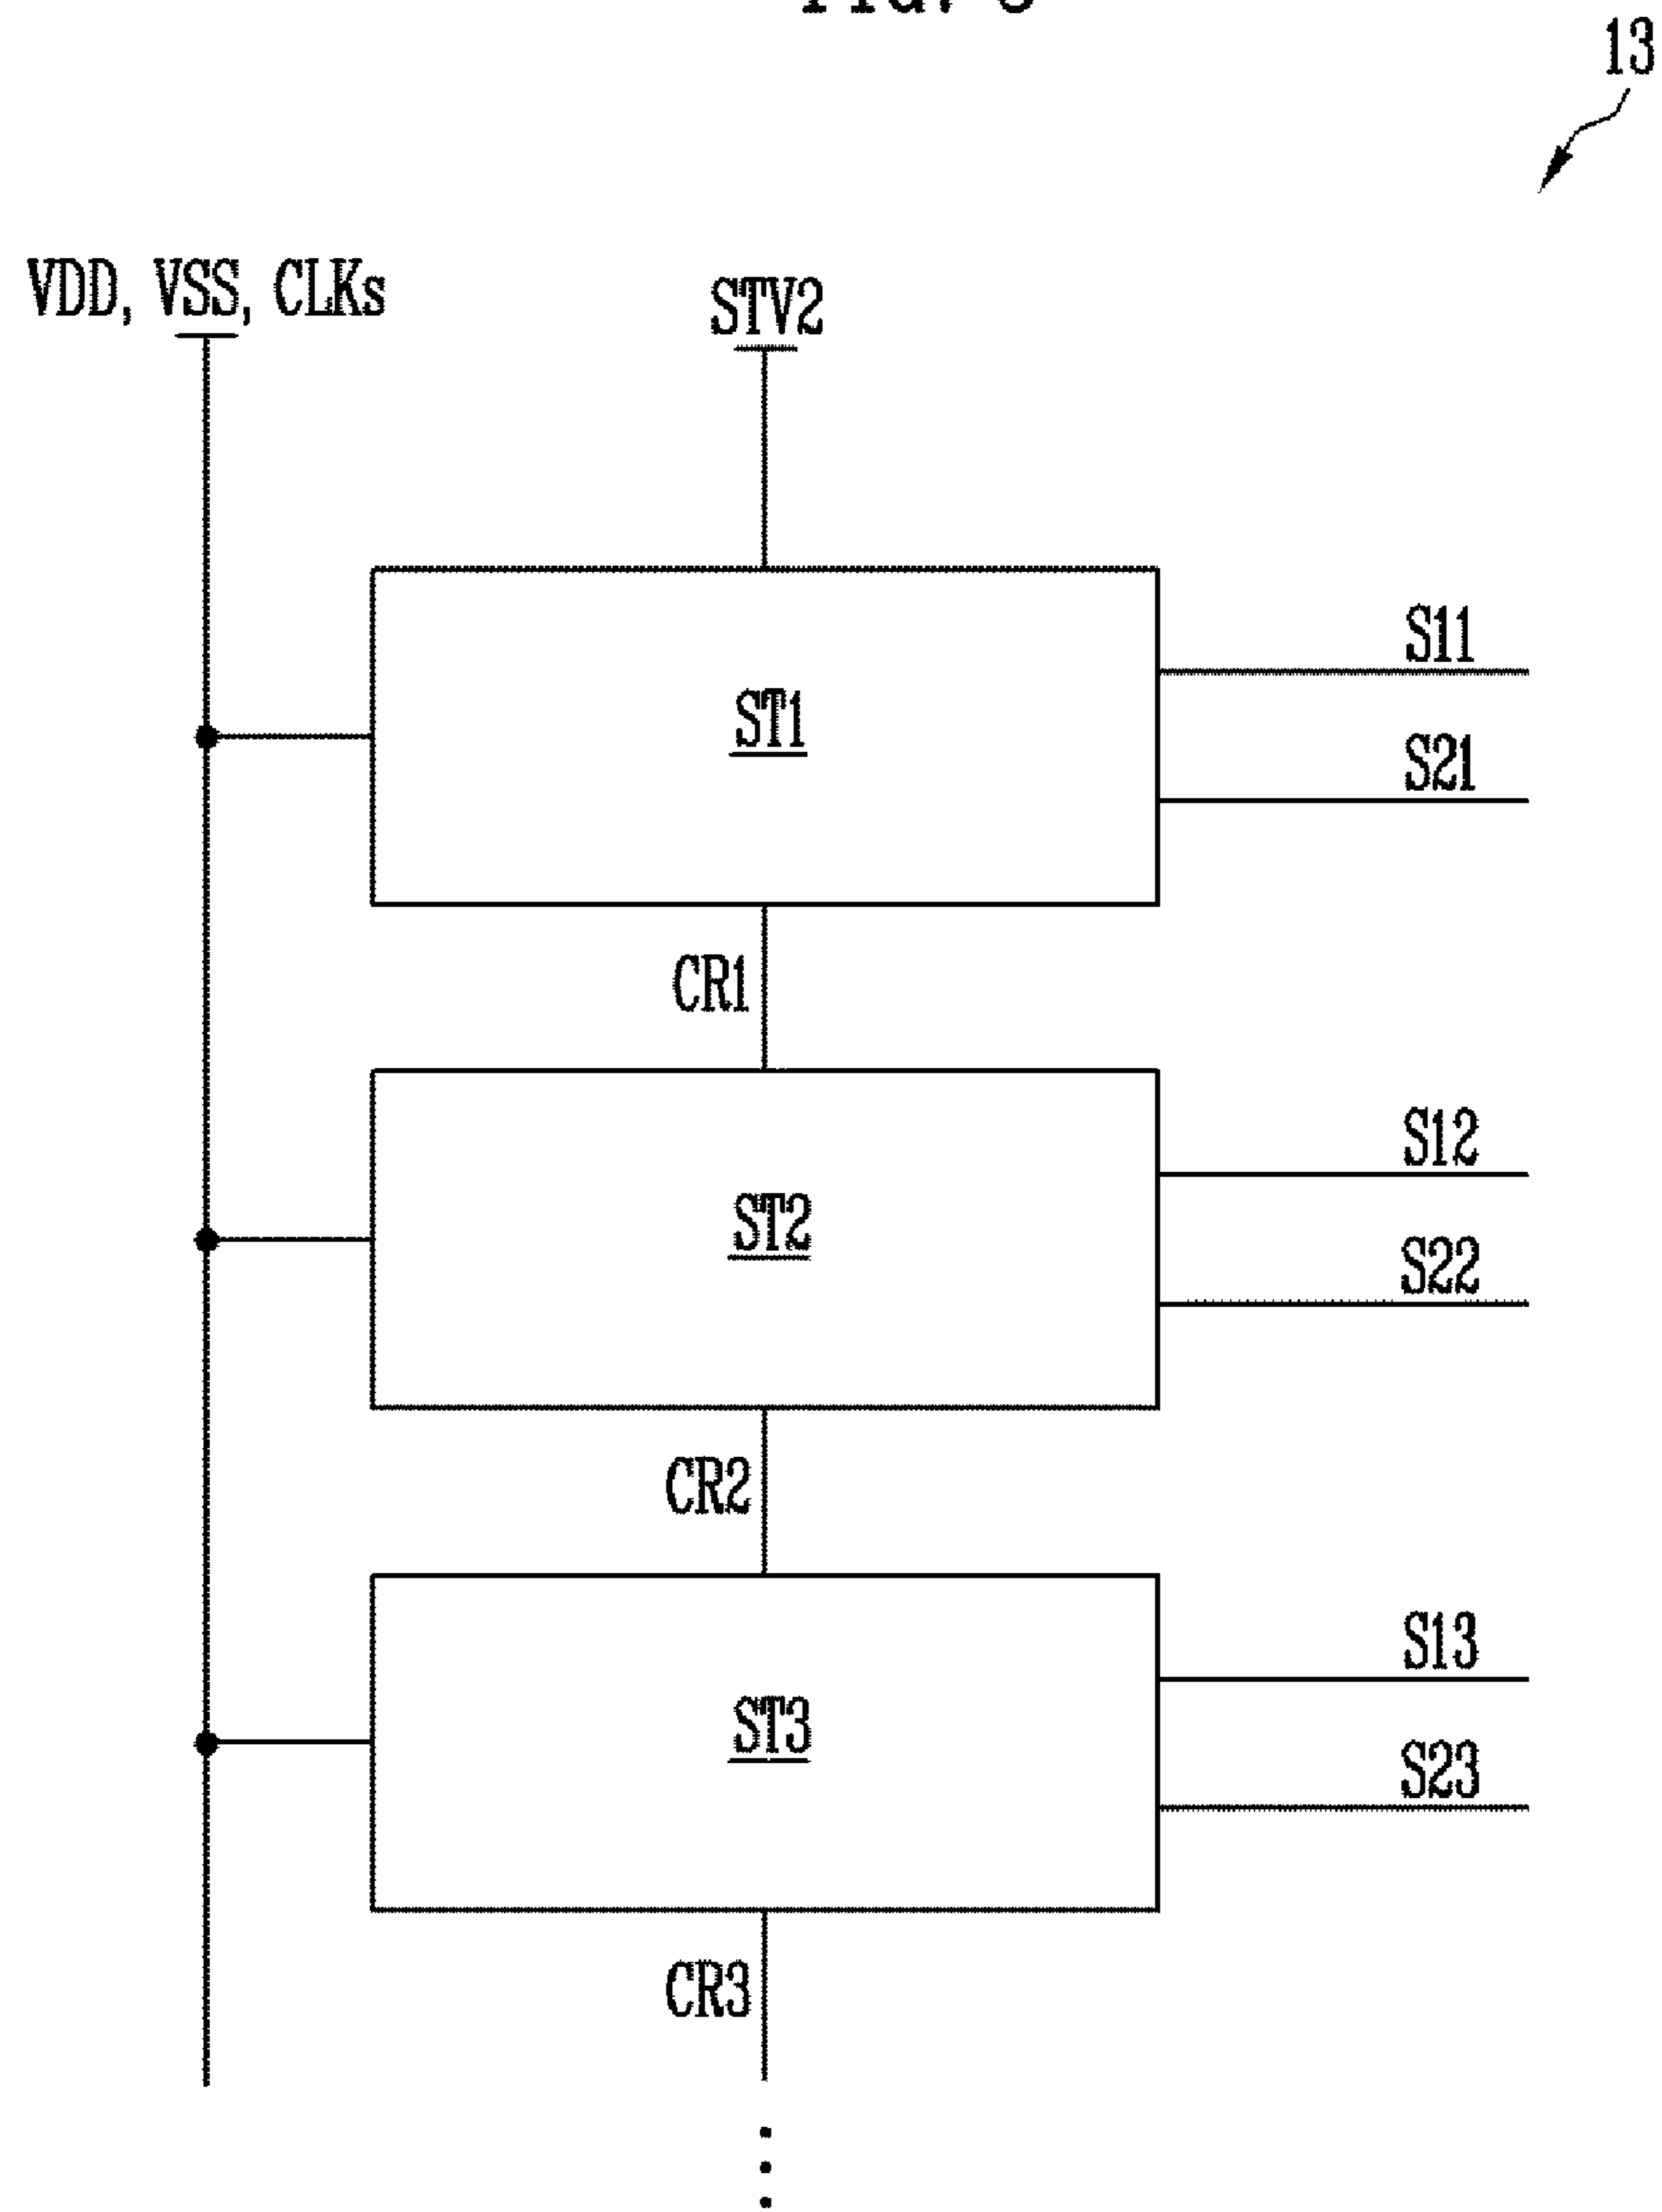 13
VDD, VSS, CLKs
STV2
S11
ST1
S21
CR1
S12
ST2
S22
CR2
S13
ST3
S23
CR3